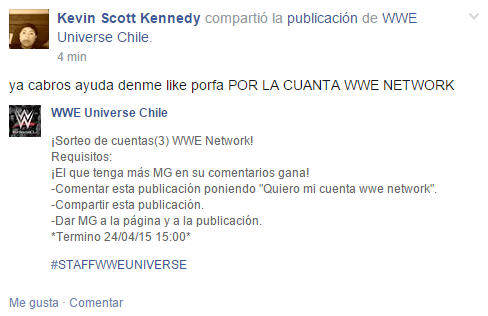 Kevin Scott Kennedy compartió la publicación de WWE
Universe Chile.
4 min
ya cabros ayuda denme like porfa POR LA CUANTA WWE NETWORK
WWE Universe Chile
¡Sorteo de cuentas(3) WWE Network!
Requisitos:
¡El que tenga más MG en su comentarios gana!
-Comentar esta publicación poniendo "Quiero mi cuenta wwe network".
-Compartir esta publicación.
-Dar MG a la página y a la publicación.
*Termino 24/04/15 15:00*
#STAFFWWEUNIVERSE
Me gusta · Comentar